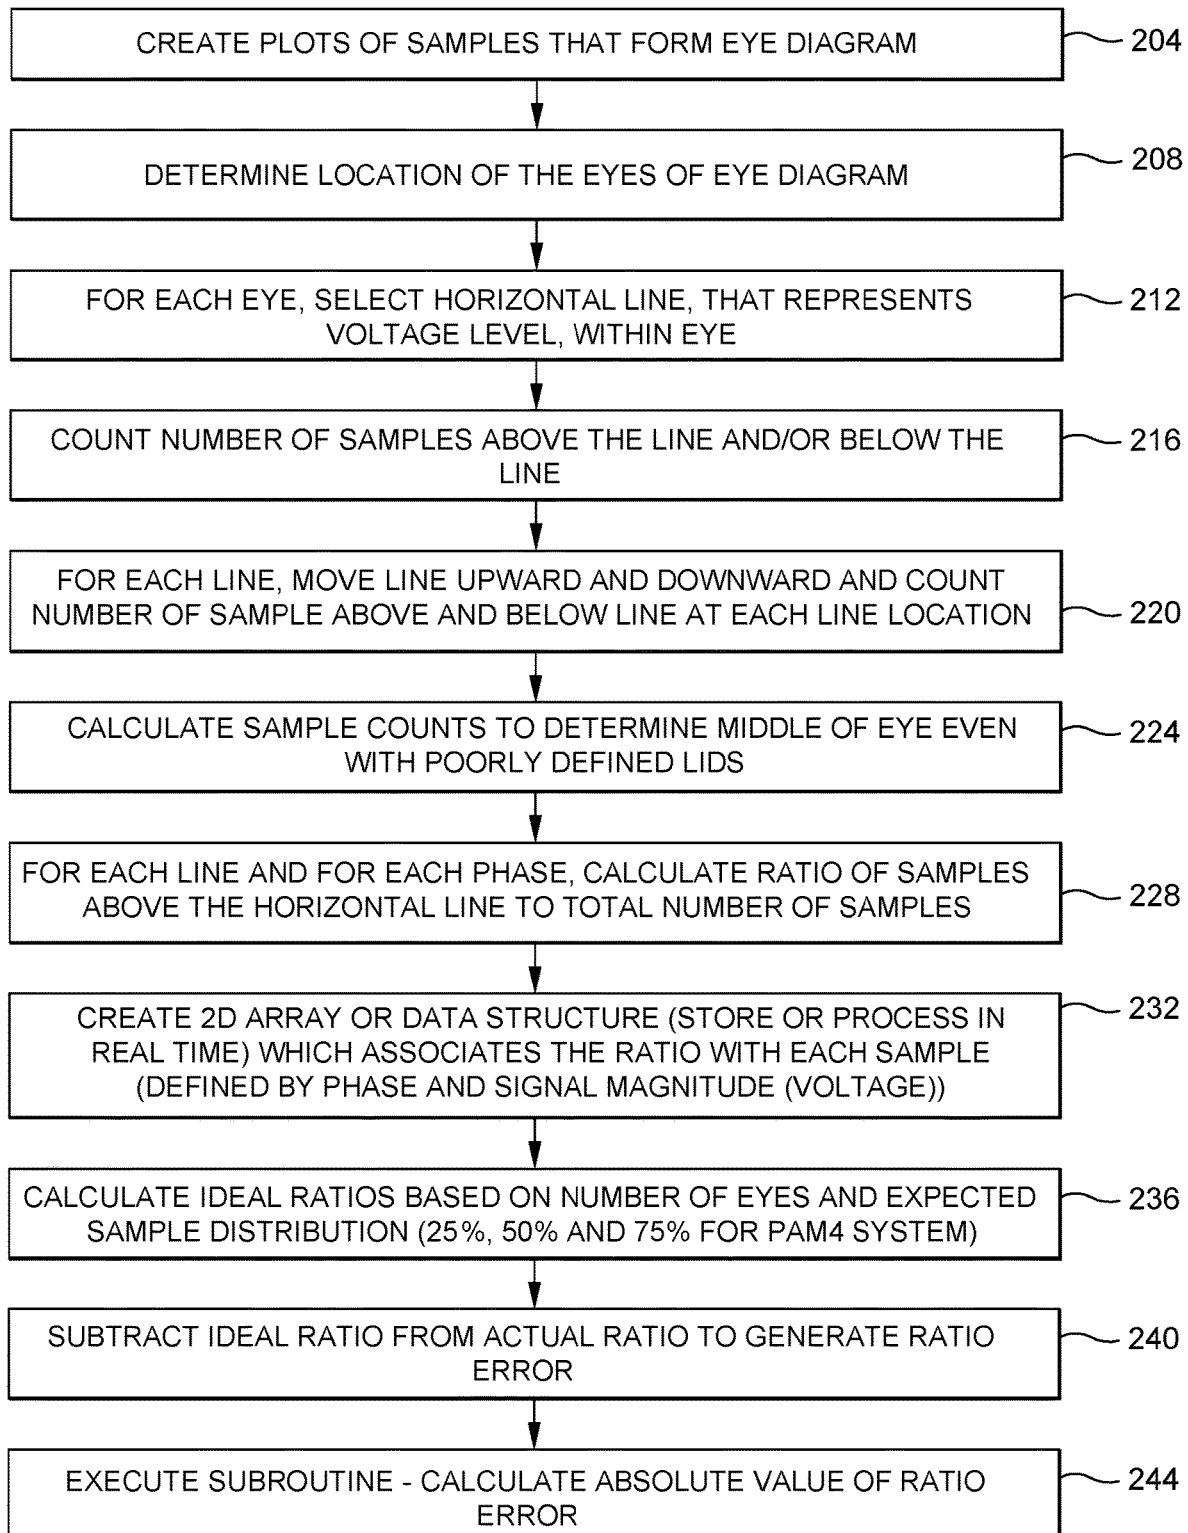 CREATE PLOTS OF SAMPLES THAT FORM EYE DIAGRAM
204
DETERMINE LOCATION OF THE EYES OF EYE DIAGRAM
208
FOR EACH EYE, SELECT HORIZONTAL LINE, THAT REPRESENTS
VOLTAGE LEVEL, WITHIN EYE
212
COUNT NUMBER OF SAMPLES ABOVE THE LINE AND/OR BELOW THE
LINE
216
FOR EACH LINE, MOVE LINE UPWARD AND DOWNWARD AND COUNT
NUMBER OF SAMPLE ABOVE AND BELOW LINE AT EACH LINE LOCATION
220
CALCULATE SAMPLE COUNTS TO DETERMINE MIDDLE OF EYE EVEN
WITH POORLY DEFINED LIDS
224
FOR EACH LINE AND FOR EACH PHASE, CALCULATE RATIO OF SAMPLES
ABOVE THE HORIZONTAL LINE TO TOTAL NUMBER OF SAMPLES
228
CREATE 2D ARRAY OR DATA STRUCTURE (STORE OR PROCESS IN
REAL TIME) WHICH ASSOCIATES THE RATIO WITH EACH SAMPLE
(DEFINED BY PHASE AND SIGNAL MAGNITUDE (VOLTAGE))
232
CALCULATE IDEAL RATIOS BASED ON NUMBER OF EYES AND EXPECTED
SAMPLE DISTRIBUTION (25%, 50% AND 75% FOR PAM4 SYSTEM)
236
SUBTRACT IDEAL RATIO FROM ACTUAL RATIO TO GENERATE RATIO
ERROR
240
EXECUTE SUBROUTINE - CALCULATE ABSOLUTE VALUE OF RATIO
ERROR
244